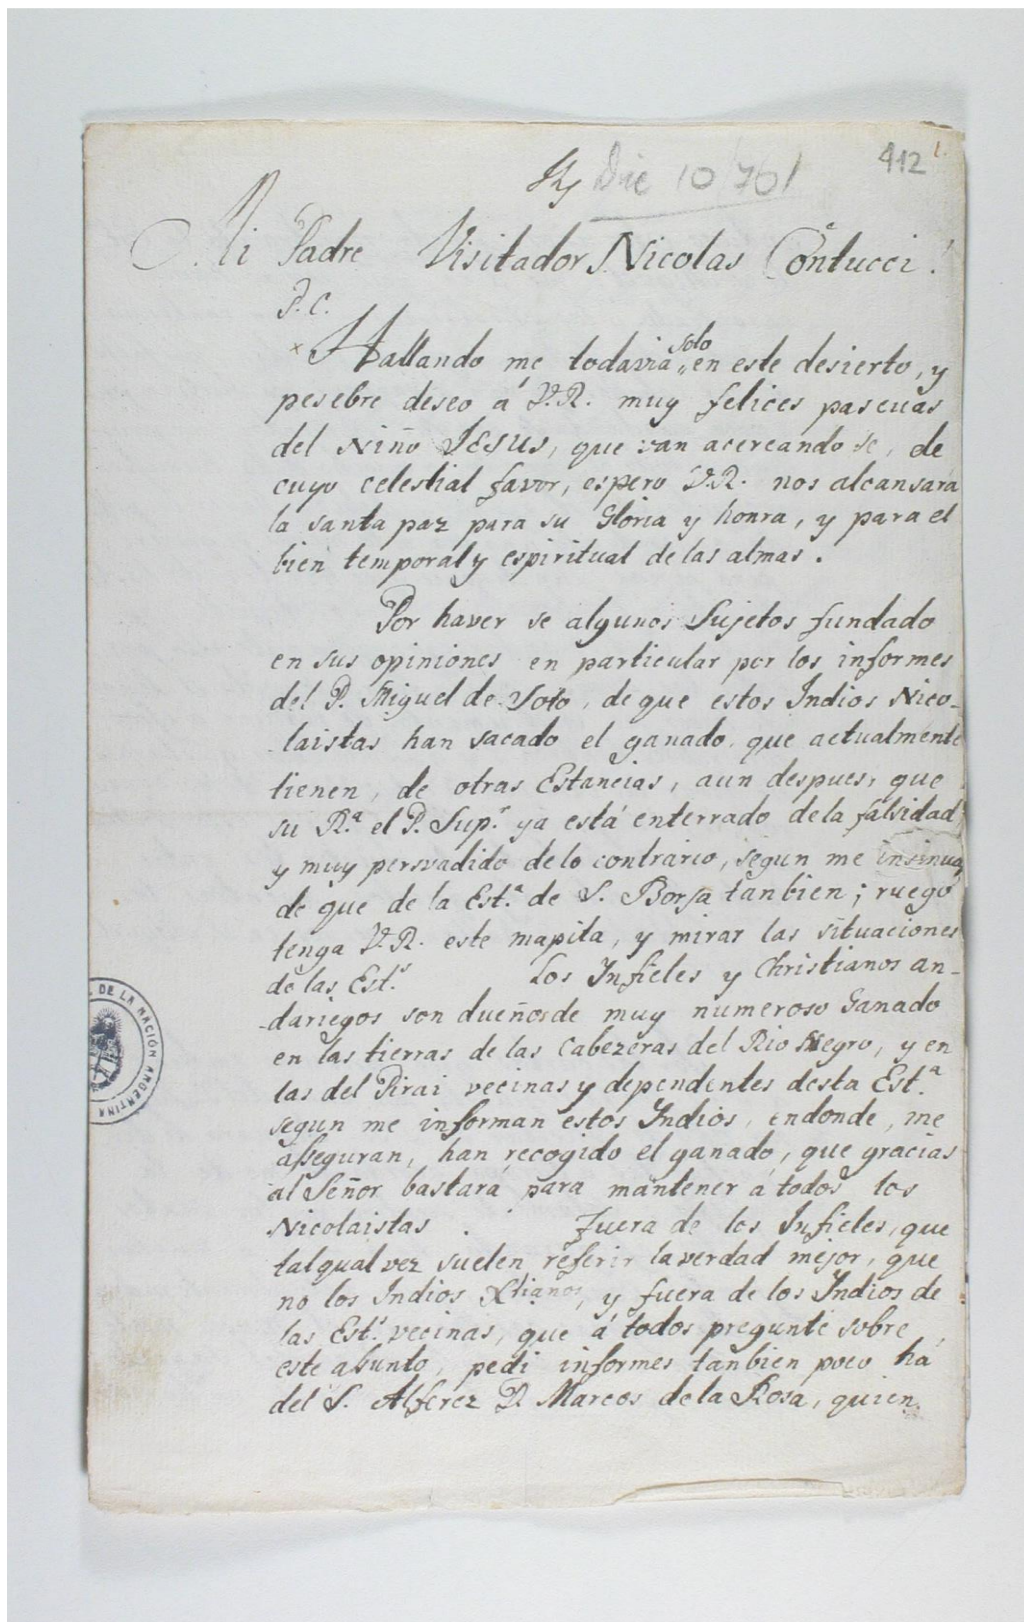 Dic 10 761
412
Mi Padre Visitador Nicolas Contucci.
P. C.
Hallando me todavia solo en este desierto, y
pesebre deseo á V. R. muy felices pascuas
del Niño JESUS, que van acercando se, de
cuyo celestial favor, espero V. R. nos alcansará
la santa paz para su Gloria y honra, y para el
bien temporal y espiritual de las almas.
Por haver se algunos Sujetos fundado
en sus opiniones en particular por los informes
del P. Miguel de Soto, de que estos Indios Nico-
laistas han sacado el ganado, que actualmente
tienen, de otras Estancias, aun despues, que
su R.ª el P. Sup.r ya está enterrado de la falsidad
y muy persvadido de lo contrario, segun me insinua,
de que de la Est.ª de S. Borja tanbien; ruego
tenga V. R. este mapita, y mirar las situaciones
de las Est.s Los Infieles y Christianos an-
dariegos son dueños de muy numeroso Ganado
en las tierras de las Cabezeras del Rio Negro, y en
las del Pirai vecinas y dependentes desta Est.ª
segun me informan estos Indios, endonde, me
asseguran, han recogido el ganado, que gracias
al Señor bastará para mantener a todos los
Nicolaistas. Fuera de los Infieles, que
talqual vez suelen referir la verdad mejor, que
no los Indios Xtianos, y fuera de los Indios de
las Est.s vecinas, que á todos pregunté sobre
este asunto, pedi informes tanbien poco há
del S. Alferez D. Marcos de la Rosa, quien
DE LA NACIÓN ARGENTINA